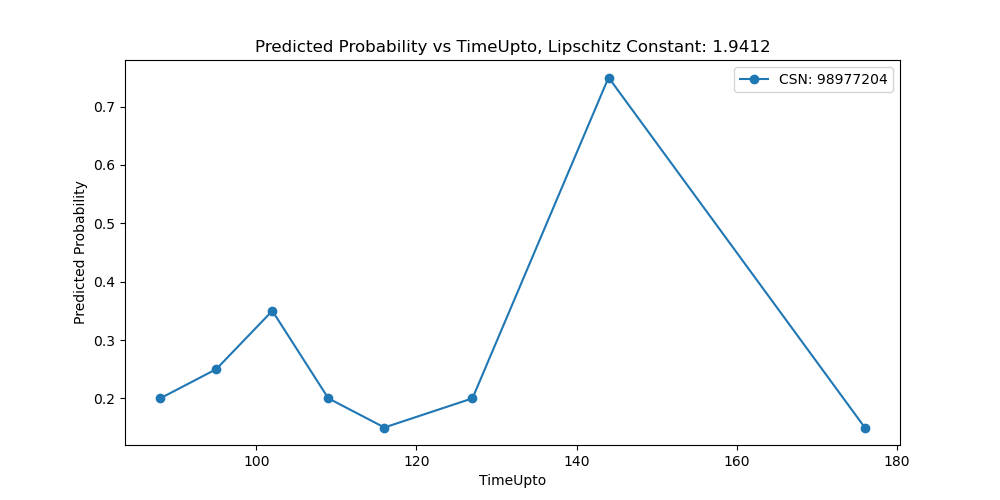 Predicted Probability vs TimeUpto, Lipschitz Constant: 1.9412
CSN: 98977204
Predicted Probability
0.7
0.6
0.5
0.4
0.3
0.2
100 120 140 160 180
TimeUpto